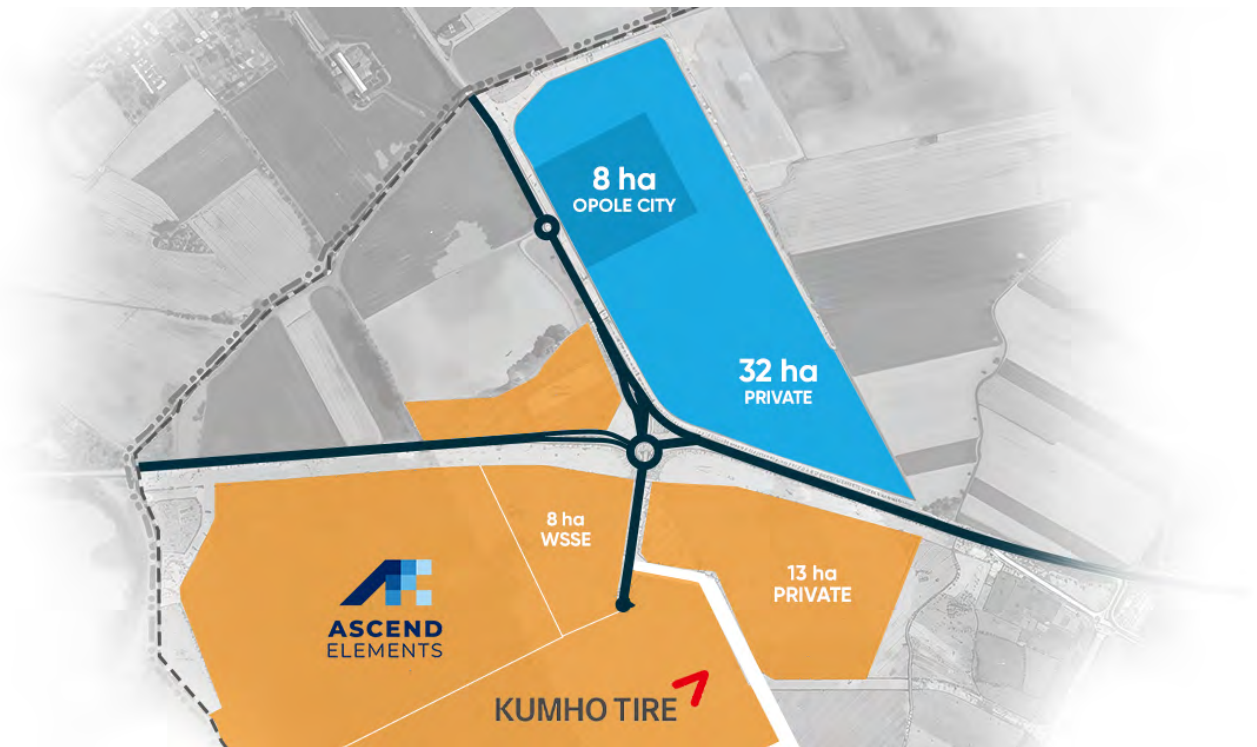 8 ha
OPOLE CITY
32 ha
PRIVATE
8 ha
WSSE
13 ha
PRIVATE
ASCEND
ELEMENTS
KUMHO TIRE